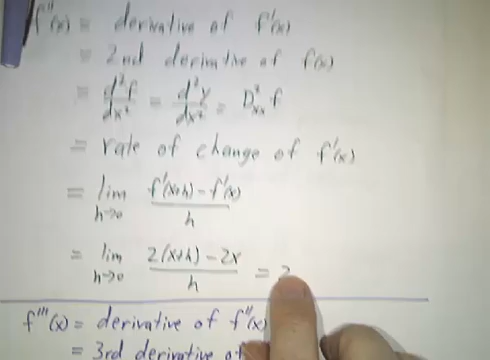 f''(x) = derivative of f'(x)
= 2nd derivative of f(x)
= d²f/dx² = d²y/dx² = D²ₓₓ f
= rate of change of f'(x)
= lim h→0 f'(x+h) - f'(x) / h
= lim h→0 2(x+h) - 2x / h = 2
f'''(x) = derivative of f''(x)
= 3rd derivative of